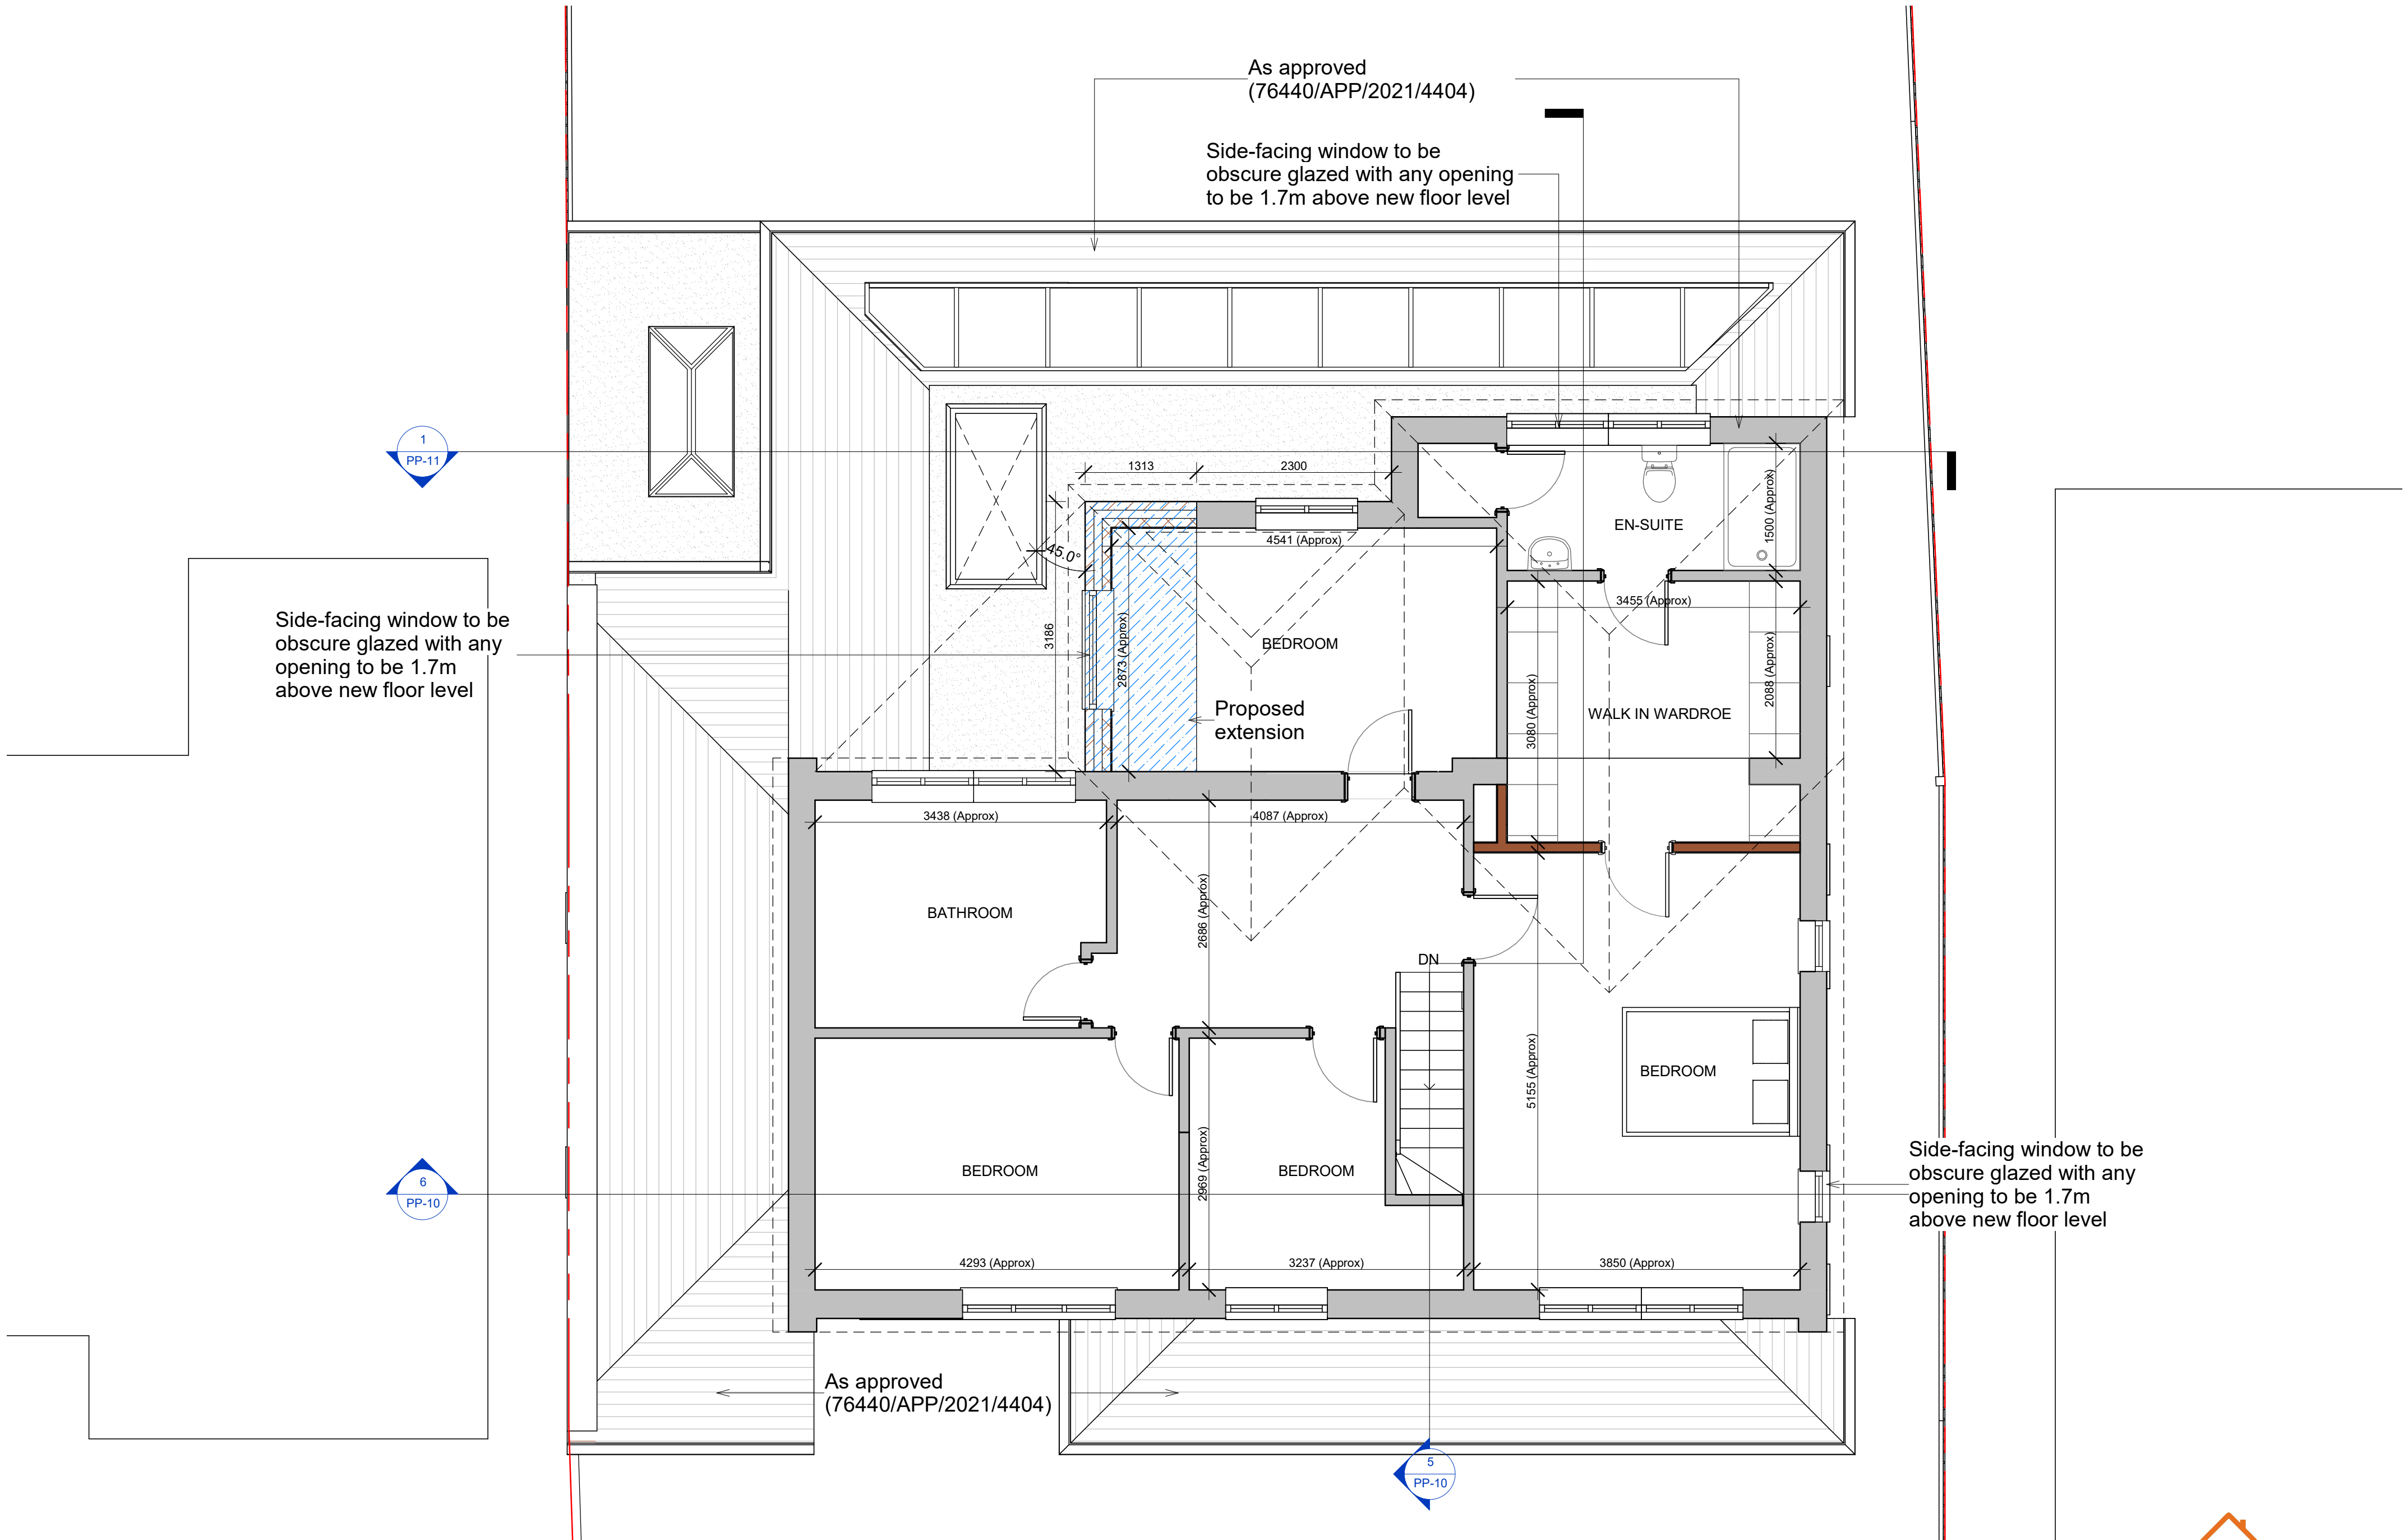 As approved
(76440/APP/2021/4404)
Side-facing window to be
obscure glazed with any opening
to be 1.7m above new floor level
1
PP-11
1313
2300
1500 (Approx)
EN-SUITE
4541 (Approx)
45.0°
3455 (Approx)
Side-facing window to be
obscure glazed with any
opening to be 1.7m
above new floor level
3186
2873 (Approx)
BEDROOM
2088 (Approx)
3080 (Approx)
Proposed
extension
WALK IN WARDROE
3438 (Approx)
4087 (Approx)
BATHROOM
2686 (Approx)
DN
BEDROOM
5155 (Approx)
BEDROOM
BEDROOM
2969 (Approx)
Side-facing window to be
obscure glazed with any
opening to be 1.7m
above new floor level
6
PP-10
4293 (Approx)
3237 (Approx)
3850 (Approx)
As approved
(76440/APP/2021/4404)
5
PP-10